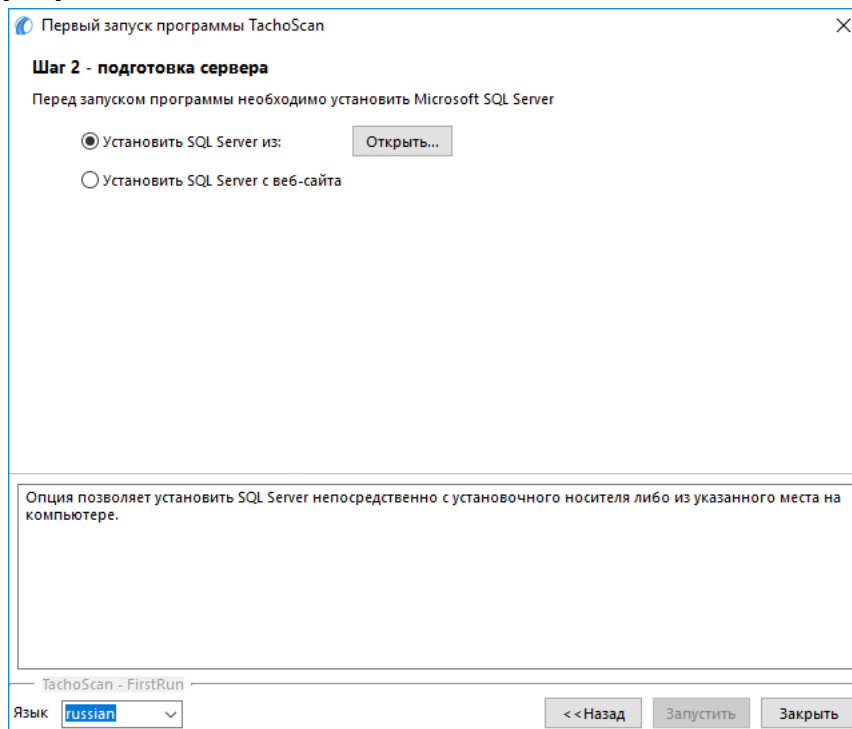 Первый запуск программы TachoScan
Шаг 2 - подготовка сервера
Перед запуском программы необходимо установить Microsoft SQL Server
Установить SQL Server из:
Открыть...
Установить SQL Server с веб-сайта
Опция позволяет установить SQL Server непосредственно с установочного носителя либо из указанного места на
компьютере.
TachoScan - FirstRun
Язык russian <<Назад Запустить Закрыть